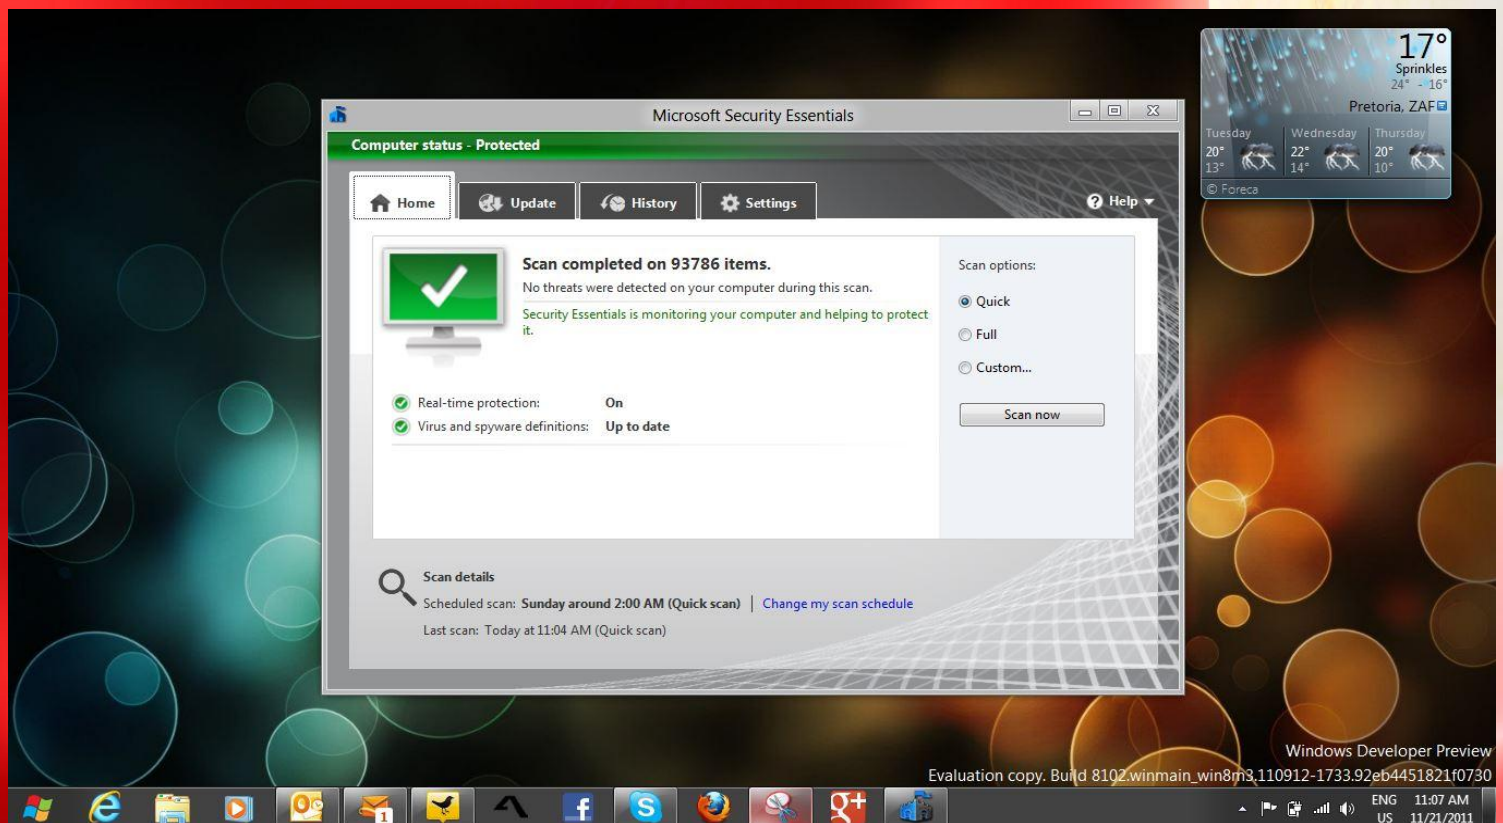 17°
Sprinkles
24° - 16°
Pretoria, ZAF
Tuesday Wednesday Thursday
20° 22° 20°
13° 14° 10°
© Foreca
Microsoft Security Essentials
Computer status - Protected
Home Update History Settings Help
Scan completed on 93786 items.
No threats were detected on your computer during this scan.
Security Essentials is monitoring your computer and helping to protect
it.
Scan options:
Quick
Full
Custom...
Scan now
Real-time protection: On
Virus and spyware definitions: Up to date
Scan details
Scheduled scan: Sunday around 2:00 AM (Quick scan) | Change my scan schedule
Last scan: Today at 11:04 AM (Quick scan)
Windows Developer Preview
Evaluation copy. Build 8102.winmain_win8m3.110912-1733.92eb4451821f0730
1
ENG 11:07 AM
US 11/21/2011